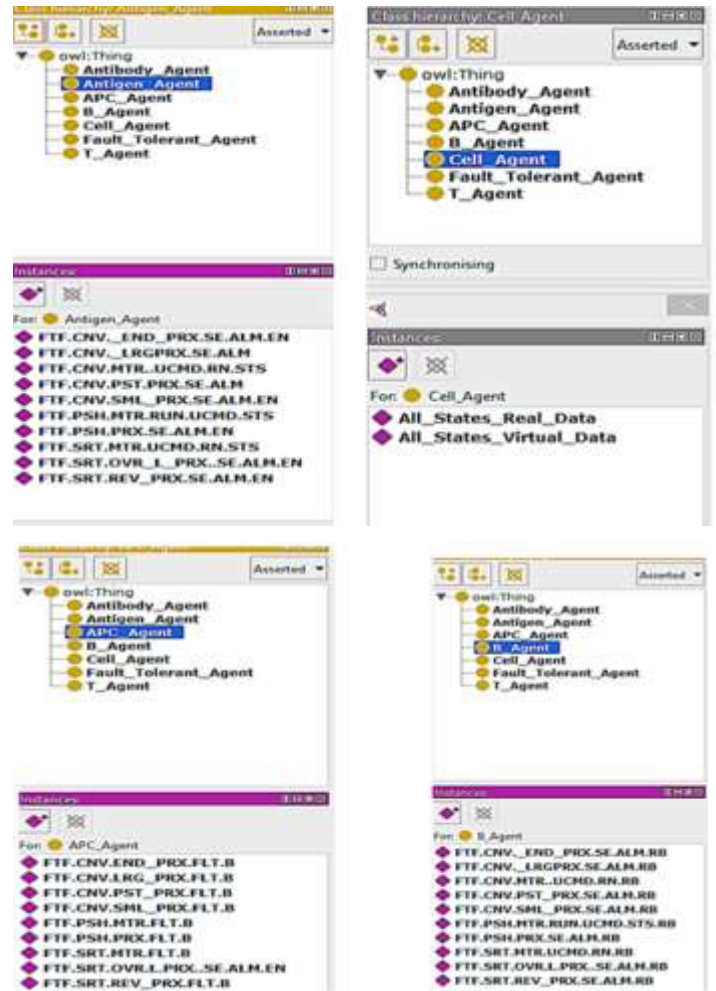 Class hierarchy: Antigen_Agent
Asserted
owl:Thing
Antibody_Agent
Antigen_Agent
APC_Agent
B_Agent
Cell_Agent
Fault_Tolerant_Agent
T_Agent
Instances:
For: Antigen_Agent
FTF.CNV._END_PRX.SE.ALM.EN
FTF.CNV._LRGPRX.SE.ALM
FTF.CNV.MTR..UCMD.RN.STS
FTF.CNV.PST.PRX.SE.ALM
FTF.CNV.SML_PRX.SE.ALM.EN
FTF.PSH.MTR.RUN.UCMD.STS
FTF.PSH.PRX.SE.ALM.EN
FTF.SRT.MTR.UCMD.RN.STS
FTF.SRT.OVR_L_PRX..SE.ALM.EN
FTF.SRT.REV_PRX.SE.ALM.EN
Class hierarchy: Cell_Agent
Asserted
owl:Thing
Antibody_Agent
Antigen_Agent
APC_Agent
B_Agent
Cell_Agent
Fault_Tolerant_Agent
T_Agent
Synchronising
Instances:
For: Cell_Agent
All_States_Real_Data
All_States_Virtual_Data
Asserted
owl:Thing
Antibody_Agent
Antigen_Agent
APC_Agent
B_Agent
Cell_Agent
Fault_Tolerant_Agent
T_Agent
Instances:
For: APC_Agent
FTF.CNV.END_PRX.FLT.B
FTF.CNV.LRG_PRX.FLT.B
FTF.CNV.PST_PRX.FLT.B
FTF.CNV.SML_PRX.FLT.B
FTF.PSH.MTR.FLT.B
FTF.PSH.PRX.FLT.B
FTF.SRT.MTR.FLT.B
FTF.SRT.OVR.L.PRX..SE.ALM.EN
FTF.SRT.REV_PRX.FLT.B
Asserted
owl:Thing
Antibody_Agent
Antigen_Agent
APC_Agent
B_Agent
Cell_Agent
Fault_Tolerant_Agent
T_Agent
Instances:
For: B_Agent
FTF.CNV._END_PRX.SE.ALM.RB
FTF.CNV._LRGPRX.SE.ALM.RB
FTF.CNV.MTR..UCMD.RN.RB
FTF.CNV.PST_PRX.SE.ALM.RB
FTF.CNV.SML_PRX.SE.ALM.RB
FTF.PSH.MTR.RUN.UCMD.STS.RB
FTF.PSH.PRX.SE.ALM.RB
FTF.SRT.MTR.UCMD.RN.RB
FTF.SRT.OVR.L.PRX..SE.ALM.RB
FTF.SRT.REV_PRX.SE.ALM.RB